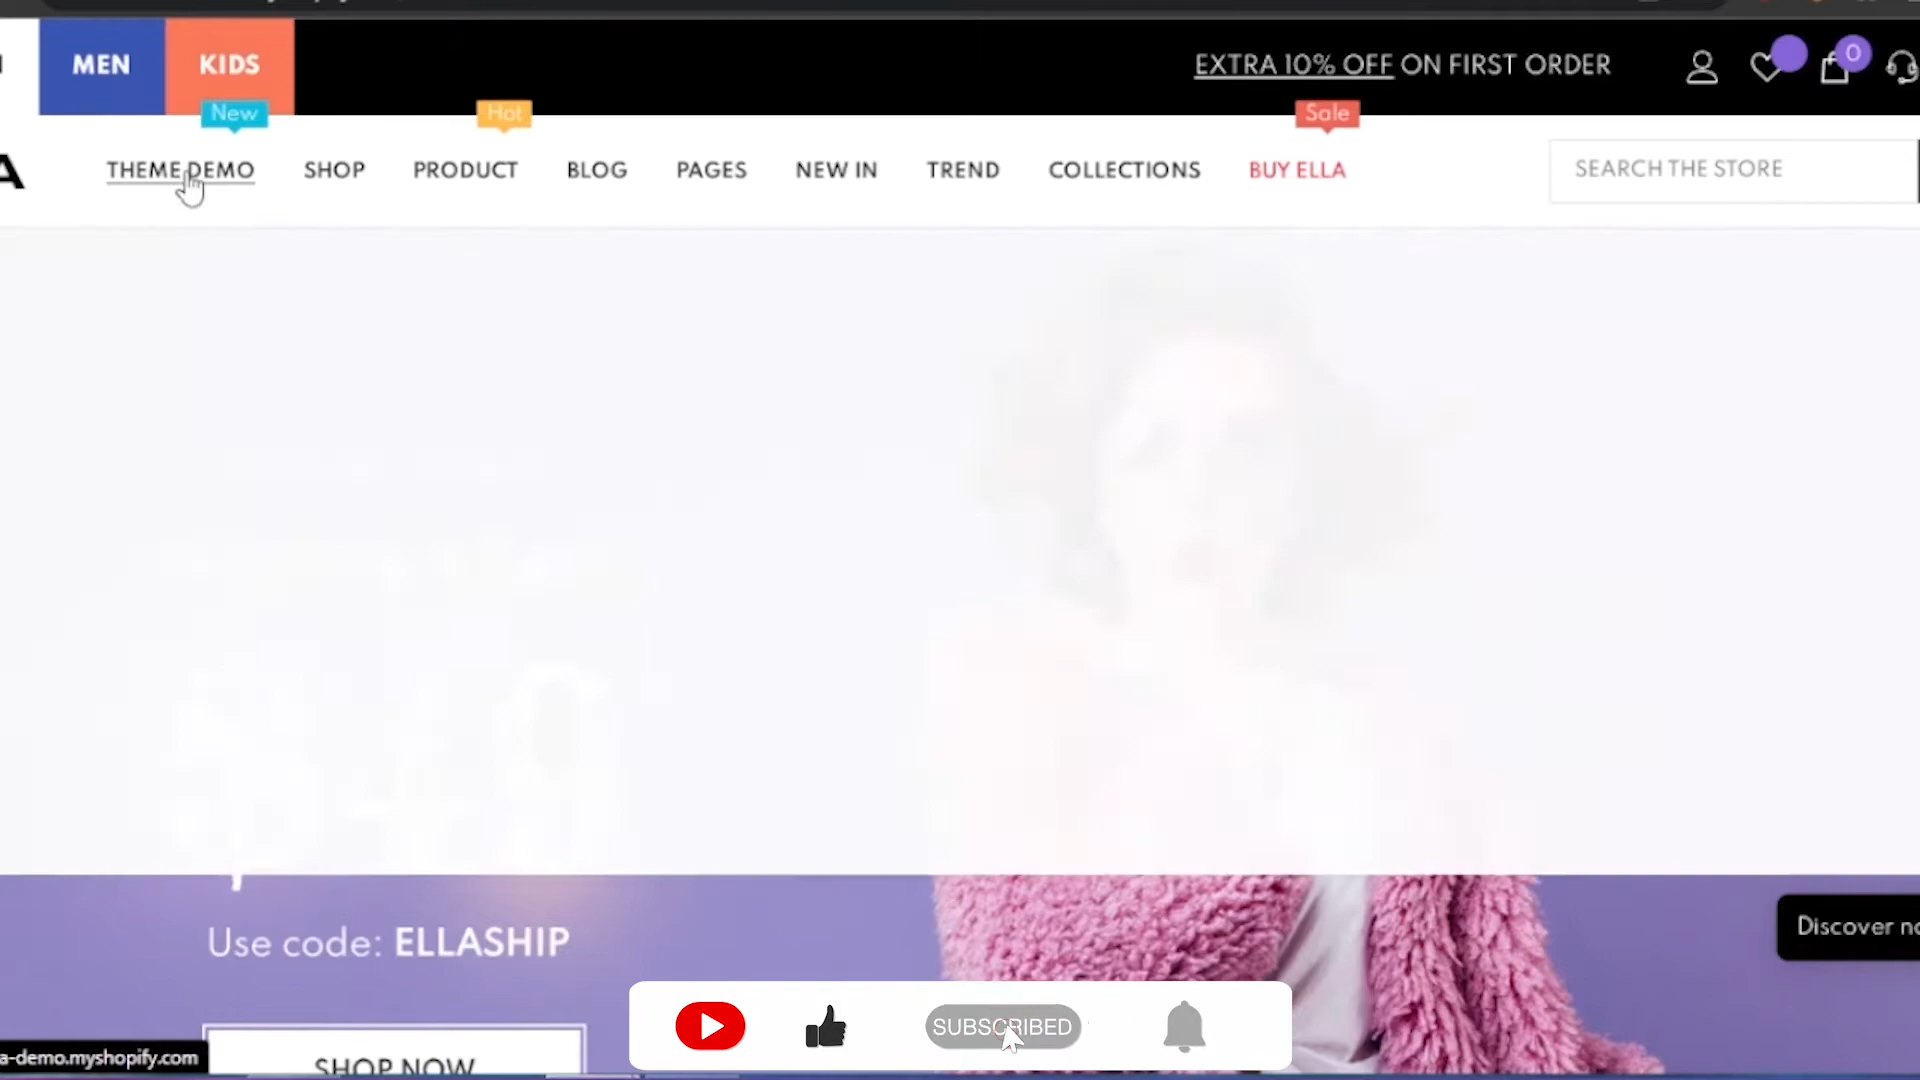 MEN
KIDS
EXTRA 10% OFF ON FIRST ORDER
0
New
Hot
Sale
A
THEME DEMO
SHOP
PRODUCT
BLOG
PAGES
NEW IN
TREND
COLLECTIONS
BUY ELLA
SEARCH THE STORE
Use code: ELLASHIP
Discover no
SHOP NOW
SUBSCRIBED
a-demo.myshopify.com